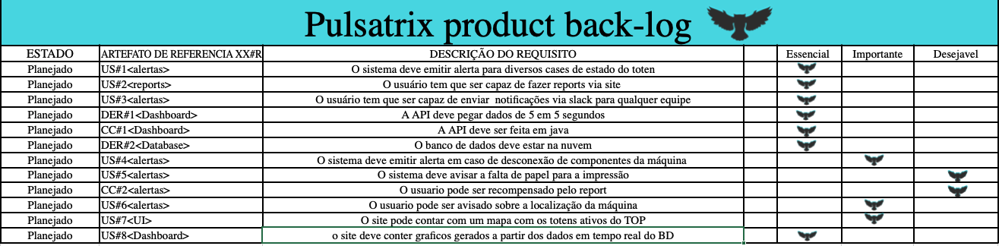 Pulsatrix product back-log
ESTADO ARTEFATO DE REFERENCIA XX#R DESCRIÇÃO DO REQUISITO Essencial Importante Desejavel
Planejado US#1<alertas> O sistema deve emitir alerta para diversos cases de estado do toten
Planejado US#2<reports> O usuário tem que ser capaz de fazer reports via site
Planejado US#3<alertas> O usuário tem que ser capaz de enviar notificações via slack para qualquer equipe
Planejado DER#1<Dashboard> A API deve pegar dados de 5 em 5 segundos
Planejado CC#1<Dashboard> A API deve ser feita em java
Planejado DER#2<Database> O banco de dados deve estar na nuvem
Planejado US#4<alertas> O sistema deve emitir alerta em caso de desconexão de componentes da máquina
Planejado US#5<alertas> O sistema deve avisar a falta de papel para a impressão
Planejado CC#2<alertas> O usuario pode ser recompensado pelo report
Planejado US#6<alertas> O usuario pode ser avisado sobre a localização da máquina
Planejado US#7<UI> O site pode contar com um mapa com os totens ativos do TOP
Planejado US#8<Dashboard> o site deve conter graficos gerados a partir dos dados em tempo real do BD